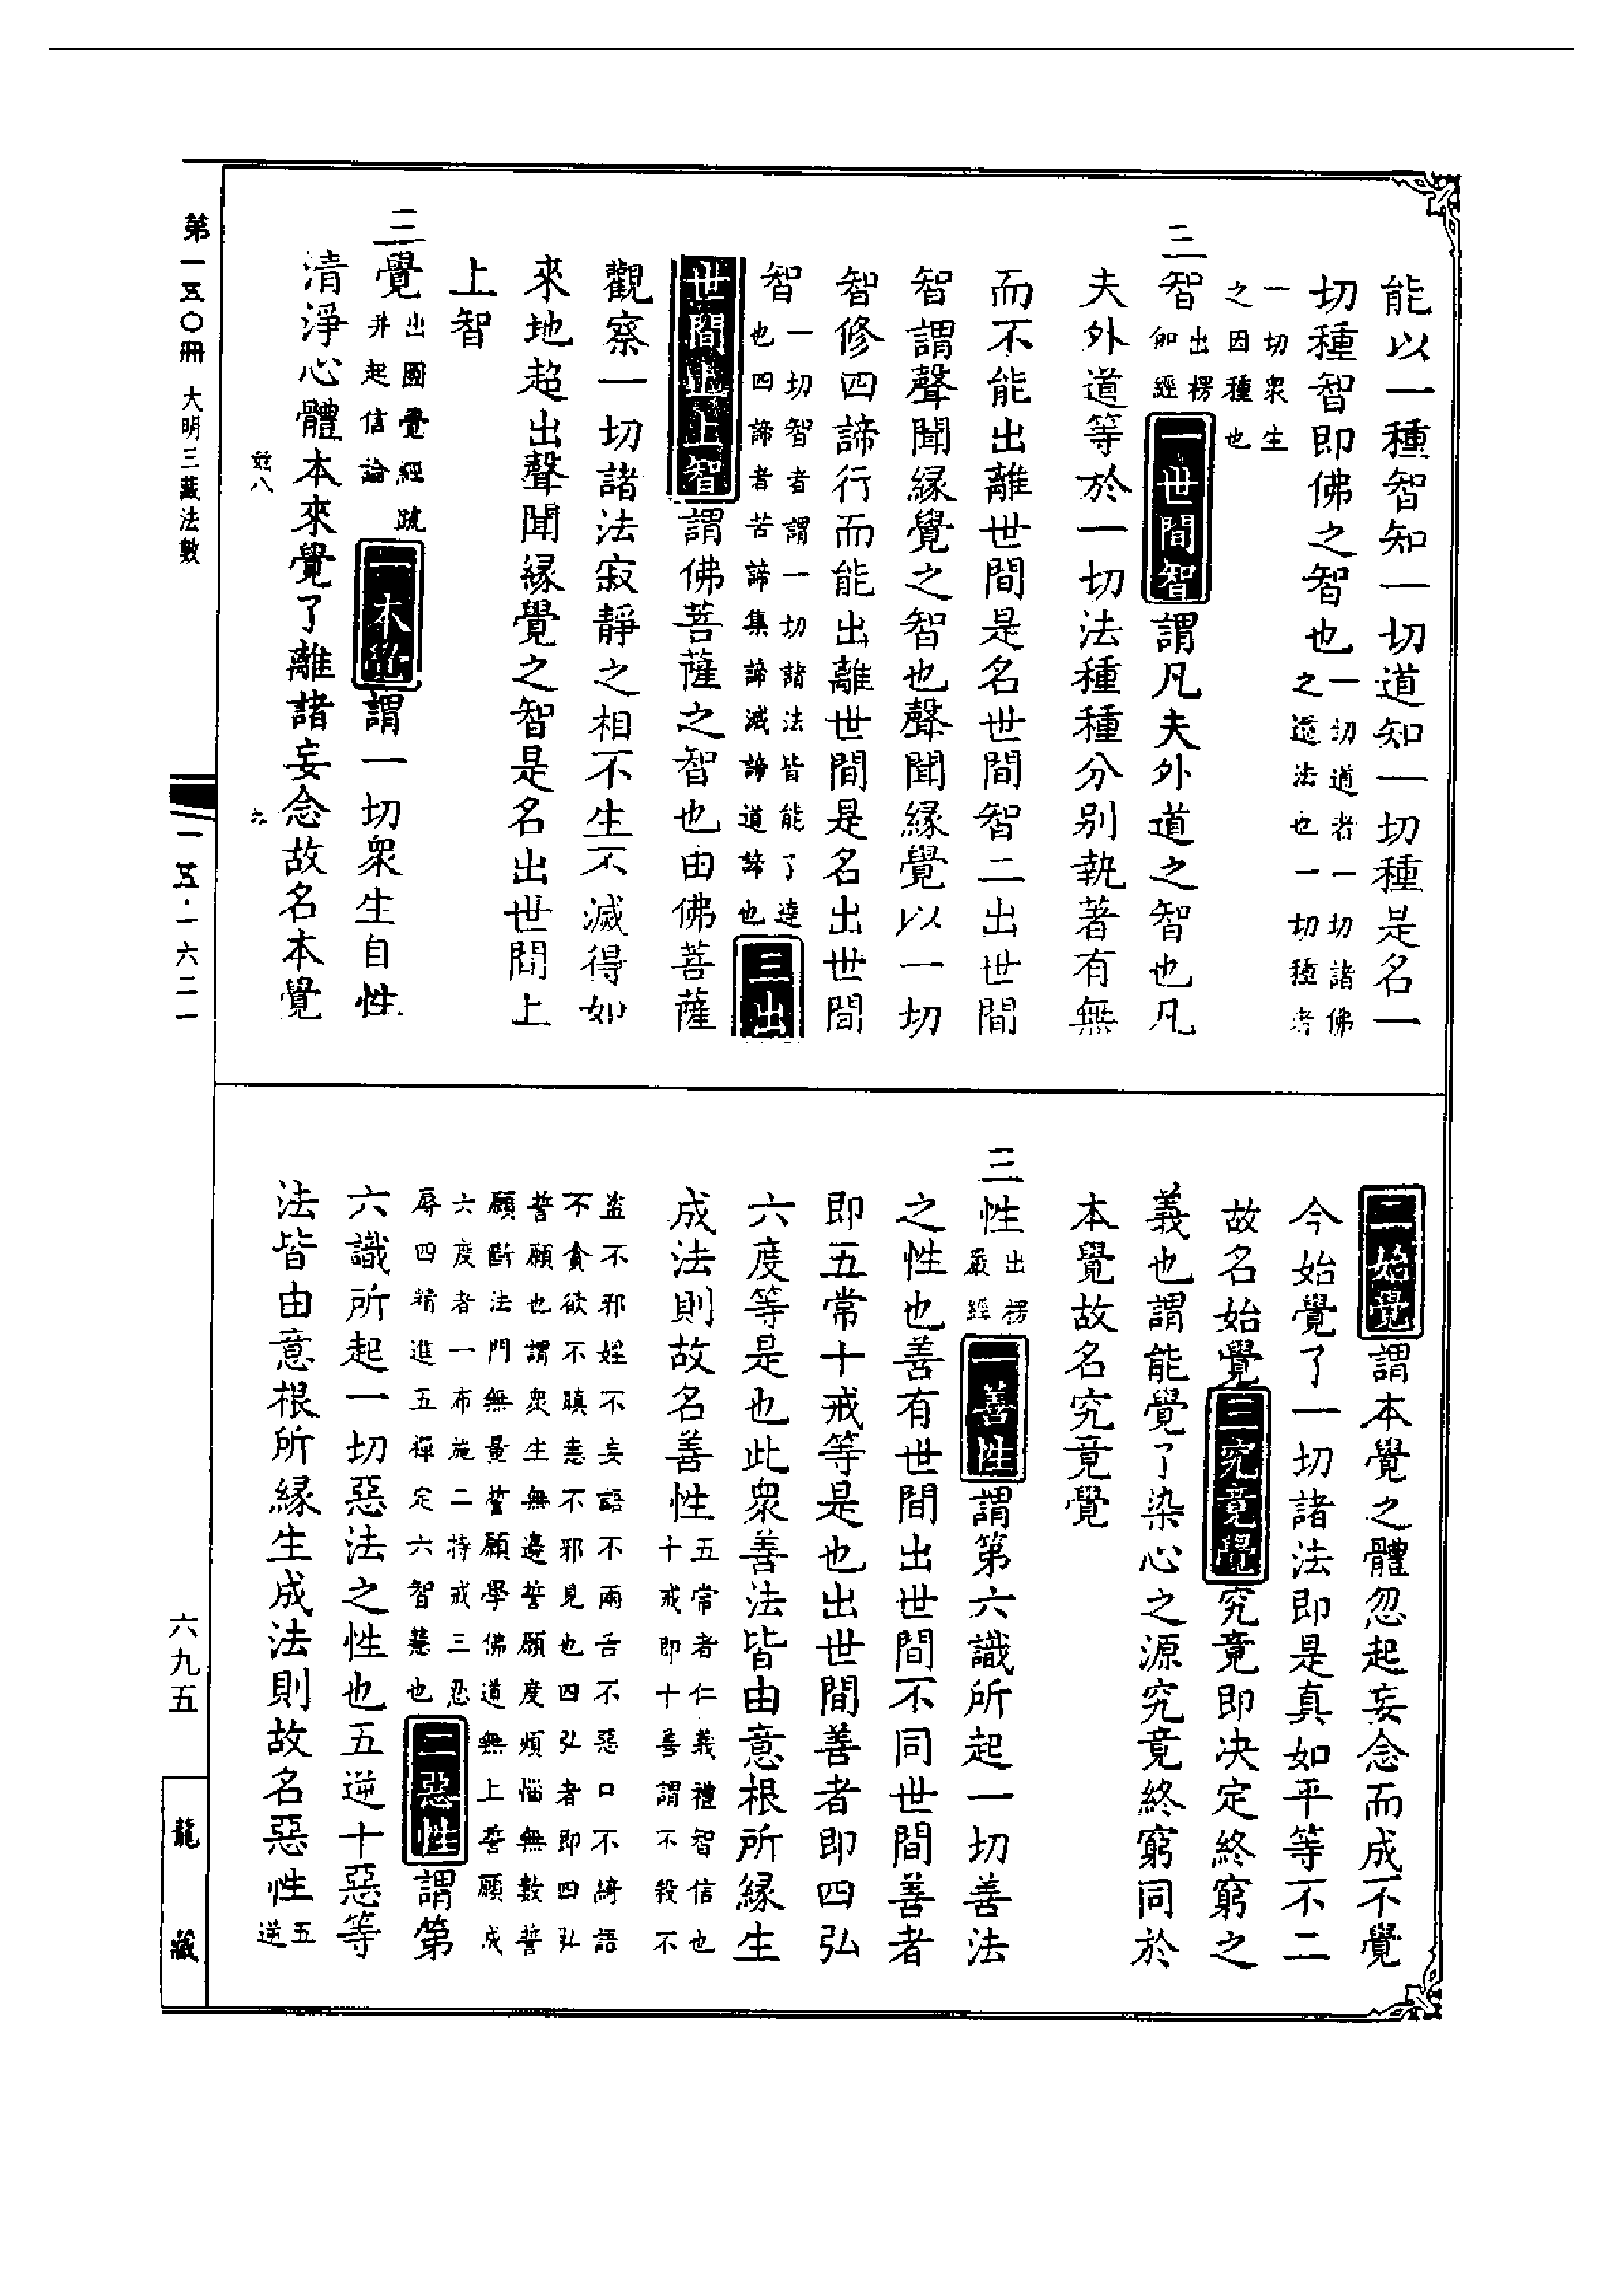 能以一種智知一切道知一切種是名一
切種智即佛之智也一切道者一切諸佛之道法也一切種者
一切衆生之因種也
三智出楞伽經一世間智謂凡夫外道之智也凡
夫外道等於一切法種種分別執著有無
而不能出離世間是名世間智二出世間
智謂聲聞緣覺之智也聲聞緣覺以一切
智修四諦行而能出離世間是名出世間
智一切智者謂一切諸法皆能了達也四諦者苦諦集諦滅諦道諦也三出
世間上上智謂佛菩薩之智也由佛菩薩
觀察一切諸法寂靜之相不生不滅得如
來地超出聲聞緣覺之智是名出世間上
上智
三覺出圓覺經疏并起信論一本覺謂一切衆生自性
清淨心體本來覺了離諸妄念故名本覺
二始覺謂本覺之體忽起妄念而成不覺
今始覺了一切諸法即是真如平等不二
故名始覺三究竟覺究竟即決定終窮之
義也謂能覺了染心之源究竟終窮同於
本覺故名究竟覺
三性出楞嚴經一善性謂第六識所起一切善法
之性也善有世間出世間不同世間善者
即五常十戒等是也出世間善者即四弘
六度等是也此衆善法皆由意根所緣生
成法則故名善性五常者仁義禮智信也十戒即十善謂不殺不
盜不邪婬不妄語不兩舌不惡口不綺語
不貪欲不瞋恚不邪見也四弘者即四弘
誓願也謂衆生無邊誓願度煩惱無數誓
願斷法門無量誓願學佛道無上誓願成
六度者一布施二持戒三忍
辱四精進五禪定六智慧也二惡性謂第
六識所起一切惡法之性也五逆十惡等
法皆由意根所緣生成法則故名惡性五逆
第一五〇冊 大明三藏法數
一五·一六二一
六九五
龍藏
八
六